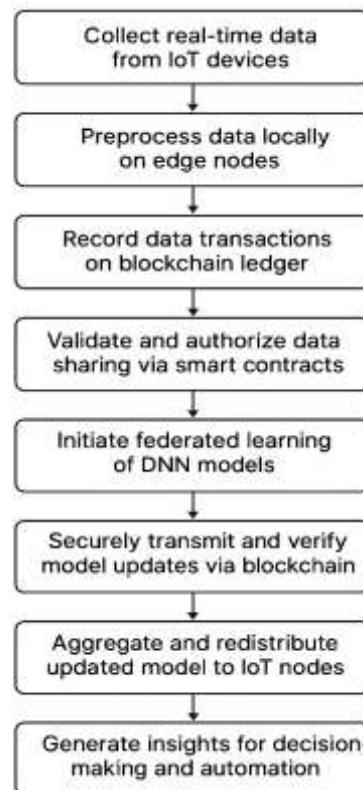 Collect real-time data
from IoT devices
Preprocess data locally
on edge nodes
Record data transactions
on blockchain ledger
Validate and authorize data
sharing via smart contracts
Initiate federated learning
of DNN models
Securely transmit and verify
model updates via blockchain
Aggregate and redistribute
updated model to IoT nodes
Generate insights for decision
making and automation